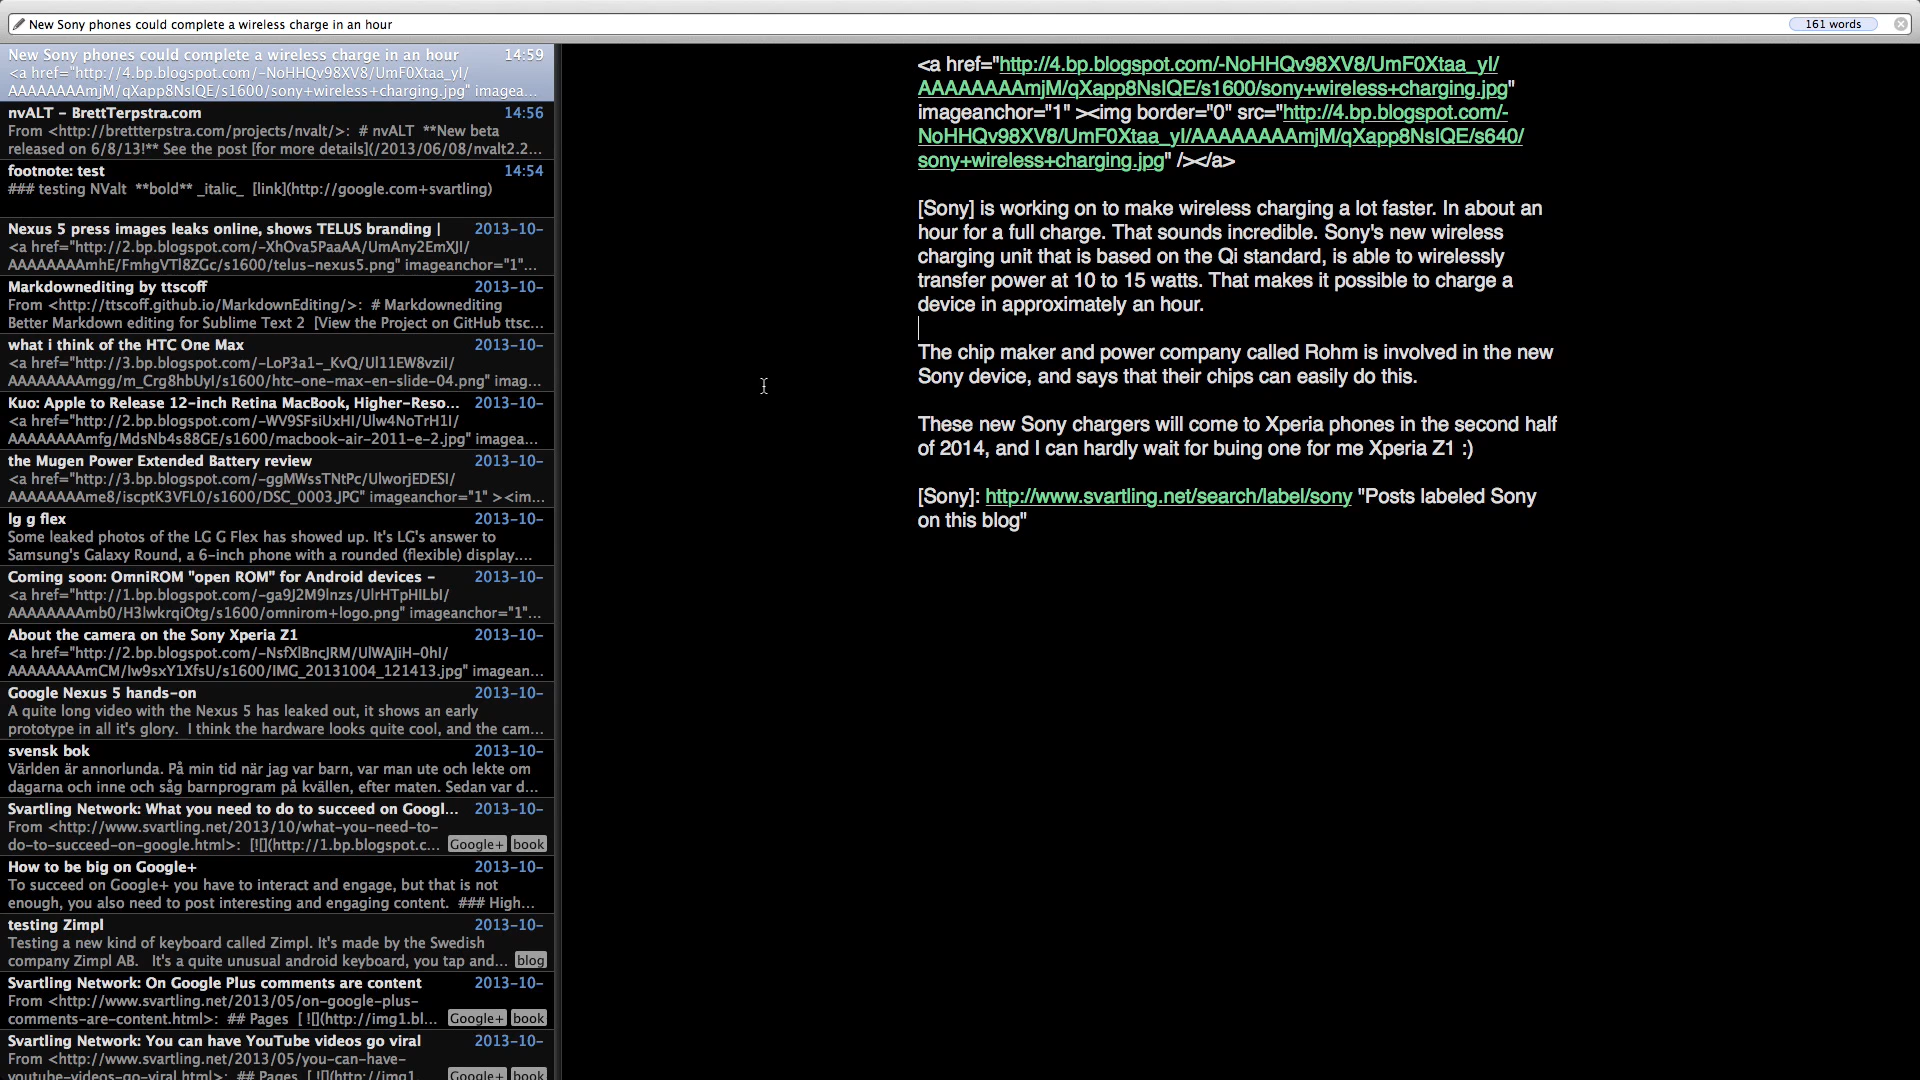 New Sony phones could complete a wireless charge in an hour
161 words
New Sony phones could complete a wireless charge in an hour 14:59
<a href="http://4.bp.blogspot.com/-NoHHQv98XV8/UmF0Xtaa_yI/
AAAAAAAAmjM/qXapp8NsIQE/s1600/sony+wireless+charging.jpg" imagea...
nvALT - BrettTerpstra.com 14:56
From <http://brettterpstra.com/projects/nvalt/>: # nvALT **New beta
released on 6/8/13!** See the post [for more details](/2013/06/08/nvalt2.2...
footnote: test 14:54
### testing NValt **bold** _italic_ [link](http://google.com+svartling)
Nexus 5 press images leaks online, shows TELUS branding | 2013-10-
<a href="http://2.bp.blogspot.com/-XhOva5PaaAA/UmAny2EmXJI/
AAAAAAAAmhE/FmhgVTl8ZGc/s1600/telus-nexus5.png" imageanchor="1"...
Markdownediting by ttscoff 2013-10-
From <http://ttscoff.github.io/MarkdownEditing/>: # Markdownediting
Better Markdown editing for Sublime Text 2 [View the Project on GitHub ttsc...
what i think of the HTC One Max 2013-10-
<a href="http://3.bp.blogspot.com/-LoP3a1-_KvQ/Ul11EW8vziI/
AAAAAAAAmgg/m_Crg8hbUyI/s1600/htc-one-max-en-slide-04.png" imag...
Kuo: Apple to Release 12-inch Retina MacBook, Higher-Reso... 2013-10-
<a href="http://2.bp.blogspot.com/-WV9SFsiUxHI/Ulw4NoTrH1I/
AAAAAAAAmfg/MdsNb4s88GE/s1600/macbook-air-2011-e-2.jpg" imagea...
the Mugen Power Extended Battery review 2013-10-
<a href="http://3.bp.blogspot.com/-ggMWssTNtPc/UlworjEDESI/
AAAAAAAAme8/iscptK3VFL0/s1600/DSC_0003.JPG" imageanchor="1" ><im...
lg g flex 2013-10-
Some leaked photos of the LG G Flex has showed up. It's LG's answer to
Samsung's Galaxy Round, a 6-inch phone with a rounded (flexible) display....
Coming soon: OmniROM "open ROM" for Android devices - 2013-10-
<a href="http://1.bp.blogspot.com/-ga9J2M9lnzs/UlrHTpHILbI/
AAAAAAAAmb0/H3lwkrqiOtg/s1600/omnirom+logo.png" imageanchor="1"...
About the camera on the Sony Xperia Z1 2013-10-
<a href="http://2.bp.blogspot.com/-NsfXlBncJRM/UlWAJiH-0hI/
AAAAAAAAmCM/Iw9sxY1XfsU/s1600/IMG_20131004_121413.jpg" imagean...
Google Nexus 5 hands-on 2013-10-
A quite long video with the Nexus 5 has leaked out, it shows an early
prototype in all it's glory. I think the hardware looks quite cool, and the cam...
svensk bok 2013-10-
Världen är annorlunda. På min tid när jag var barn, var man ute och lekte om
dagarna och inne och såg barnprogram på kvällen, efter maten. Sedan var d...
Svartling Network: What you need to do to succeed on Googl... 2013-10-
From <http://www.svartling.net/2013/10/what-you-need-to-
do-to-succeed-on-google.html>: [![](http://1.bp.blogspot.c... Google+ book
How to be big on Google+ 2013-10-
To succeed on Google+ you have to interact and engage, but that is not
enough, you also need to post interesting and engaging content. ### High...
testing Zimpl 2013-10-
Testing a new kind of keyboard called Zimpl. It's made by the Swedish
company Zimpl AB. It's a quite unusual android keyboard, you tap and... blog
Svartling Network: On Google Plus comments are content 2013-10-
From <http://www.svartling.net/2013/05/on-google-plus-
comments-are-content.html>: ## Pages [ ![](http://img1.bl... Google+ book
Svartling Network: You can have YouTube videos go viral 2013-10-
From <http://www.svartling.net/2013/05/you-can-have-
youtube-videos-go-viral.html>: ## Pages [ ![](http://img1 Google+ book
<a href="http://4.bp.blogspot.com/-NoHHQv98XV8/UmF0Xtaa_yI/
AAAAAAAAmjM/qXapp8NsIQE/s1600/sony+wireless+charging.jpg"
imageanchor="1" ><img border="0" src="http://4.bp.blogspot.com/-
NoHHQv98XV8/UmF0Xtaa_yI/AAAAAAAAmjM/qXapp8NsIQE/s640/
sony+wireless+charging.jpg" /></a>
[Sony] is working on to make wireless charging a lot faster. In about an
hour for a full charge. That sounds incredible. Sony's new wireless
charging unit that is based on the Qi standard, is able to wirelessly
transfer power at 10 to 15 watts. That makes it possible to charge a
device in approximately an hour.
The chip maker and power company called Rohm is involved in the new
Sony device, and says that their chips can easily do this.
These new Sony chargers will come to Xperia phones in the second half
of 2014, and I can hardly wait for buing one for me Xperia Z1 :)
[Sony]: http://www.svartling.net/search/label/sony "Posts labeled Sony
on this blog"